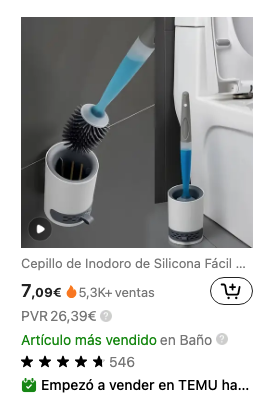 Cepillo de Inodoro de Silicona Fácil ...
7,09€ 5,3K+ ventas
PVR 26,39€ ?
Artículo más vendido en Baño ?
546
Empezó a vender en TEMU ha...